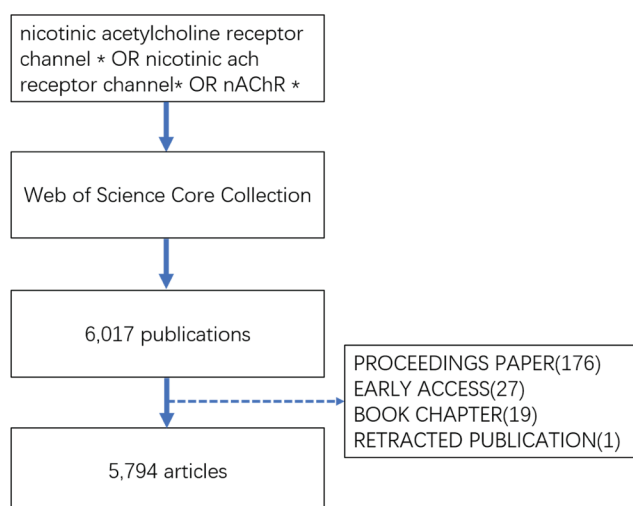 nicotinic acetylcholine receptor
channel * OR nicotinic ach
receptor channel* OR nAChR *
Web of Science Core Collection
6,017 publications
PROCEEDINGS PAPER(176)
EARLY ACCESS(27)
BOOK CHAPTER(19)
RETRACTED PUBLICATION(1)
5,794 articles